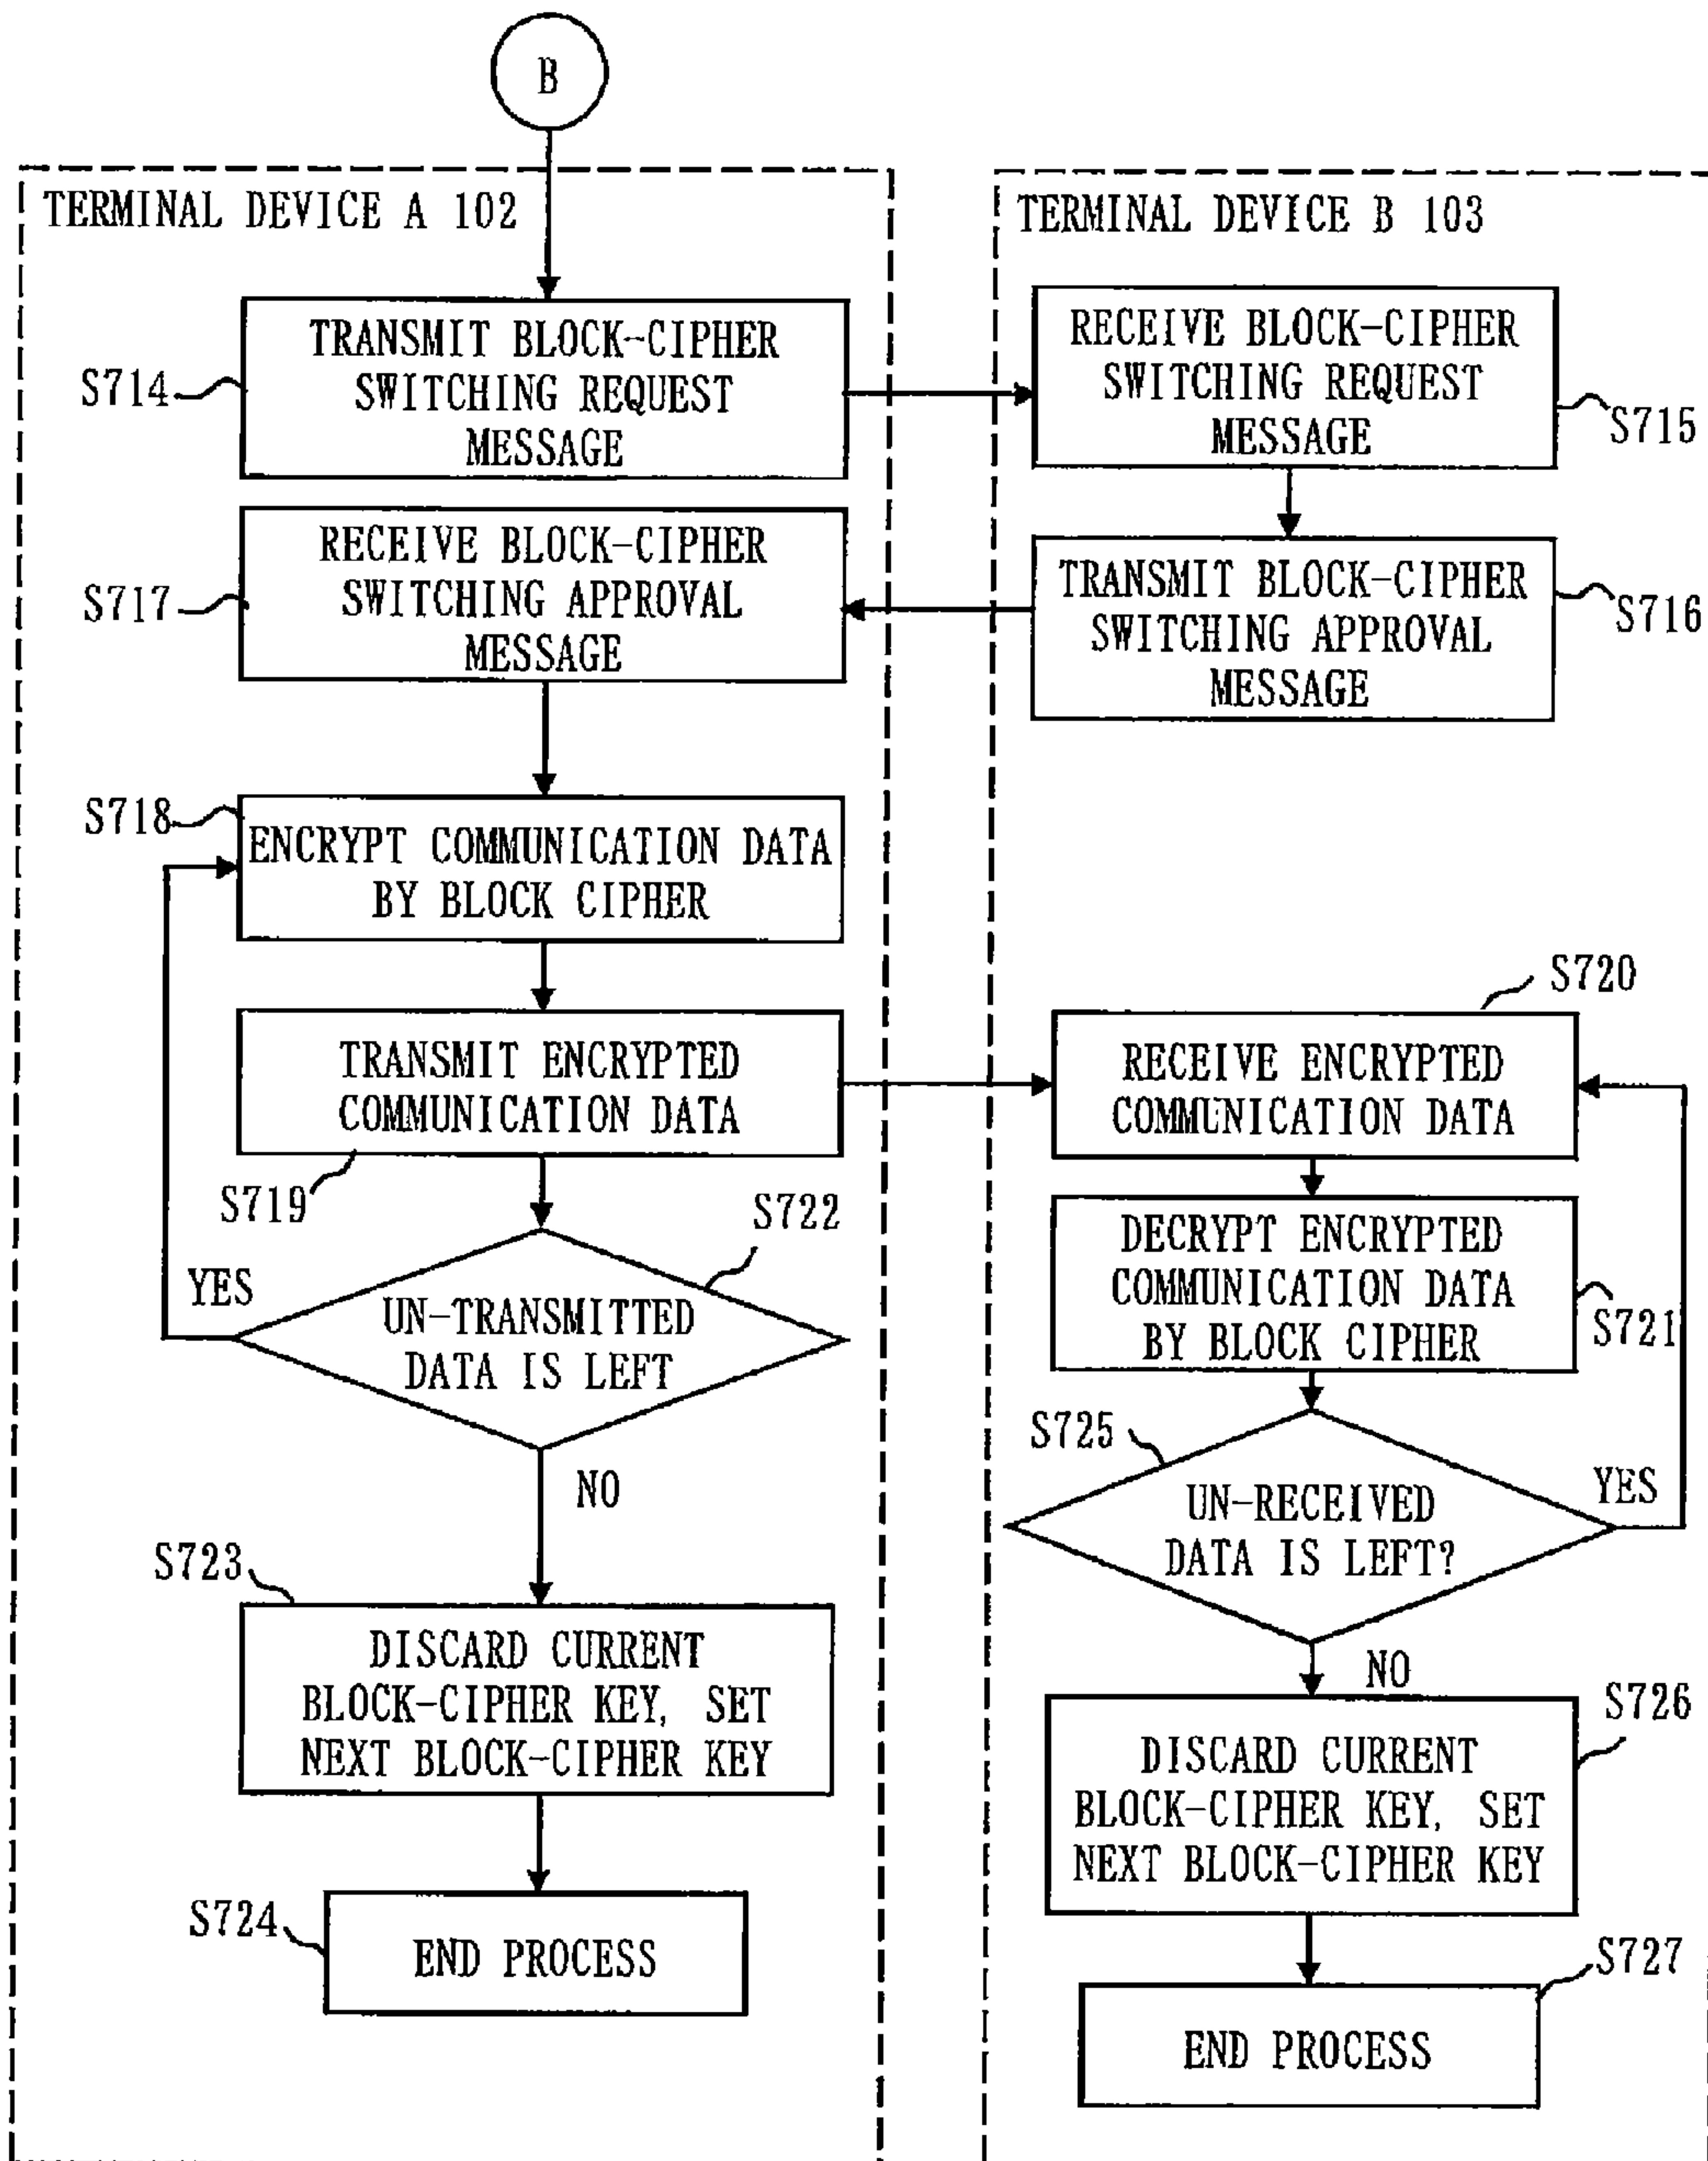 B
TERMINAL DEVICE A 102
TERMINAL DEVICE B 103
TRANSMIT BLOCK-CIPHER
SWITCHING REQUEST
MESSAGE
S714
RECEIVE BLOCK-CIPHER
SWITCHING REQUEST
MESSAGE
S715
RECEIVE BLOCK-CIPHER
SWITCHING APPROVAL
MESSAGE
S717
TRANSMIT BLOCK-CIPHER
SWITCHING APPROVAL
MESSAGE
S716
S718
ENCRYPT COMMUNICATION DATA
BY BLOCK CIPHER
TRANSMIT ENCRYPTED
COMMUNICATION DATA
S719
S720
RECEIVE ENCRYPTED
COMMUNICATION DATA
DECRYPT ENCRYPTED
COMMUNICATION DATA
BY BLOCK CIPHER
S721
S722
YES
UN-TRANSMITTED
DATA IS LEFT
NO
S725
UN-RECEIVED
DATA IS LEFT?
YES
NO
S723
DISCARD CURRENT
BLOCK-CIPHER KEY, SET
NEXT BLOCK-CIPHER KEY
S726
DISCARD CURRENT
BLOCK-CIPHER KEY, SET
NEXT BLOCK-CIPHER KEY
S724
END PROCESS
S727
END PROCESS